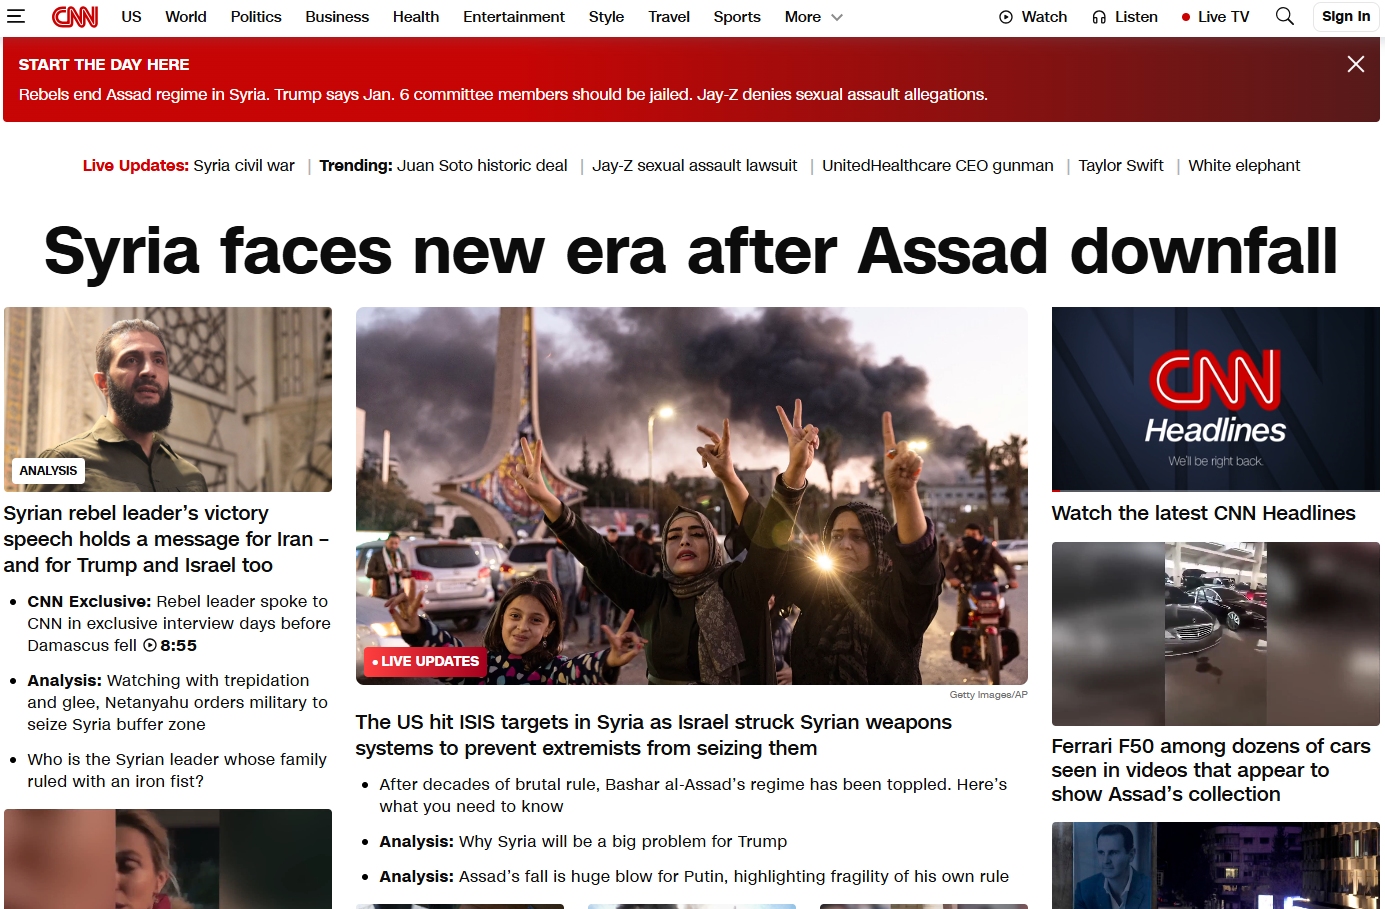 CNN US World Politics Business Health Entertainment Style Travel Sports More Watch Listen Live TV Sign in
START THE DAY HERE
Rebels end Assad regime in Syria. Trump says Jan. 6 committee members should be jailed. Jay-Z denies sexual assault allegations.
Live Updates: Syria civil war | Trending: Juan Soto historic deal | Jay-Z sexual assault lawsuit | UnitedHealthcare CEO gunman | Taylor Swift | White elephant
Syria faces new era after Assad downfall
ANALYSIS
Syrian rebel leader’s victory
speech holds a message for Iran –
and for Trump and Israel too
CNN Exclusive: Rebel leader spoke to
CNN in exclusive interview days before
Damascus fell 8:55
Analysis: Watching with trepidation
and glee, Netanyahu orders military to
seize Syria buffer zone
Who is the Syrian leader whose family
ruled with an iron fist?
LIVE UPDATES
Getty Images/AP
The US hit ISIS targets in Syria as Israel struck Syrian weapons
systems to prevent extremists from seizing them
After decades of brutal rule, Bashar al-Assad’s regime has been toppled. Here’s
what you need to know
Analysis: Why Syria will be a big problem for Trump
Analysis: Assad’s fall is huge blow for Putin, highlighting fragility of his own rule
CNN
Headlines
We'll be right back.
Watch the latest CNN Headlines
Ferrari F50 among dozens of cars
seen in videos that appear to
show Assad’s collection